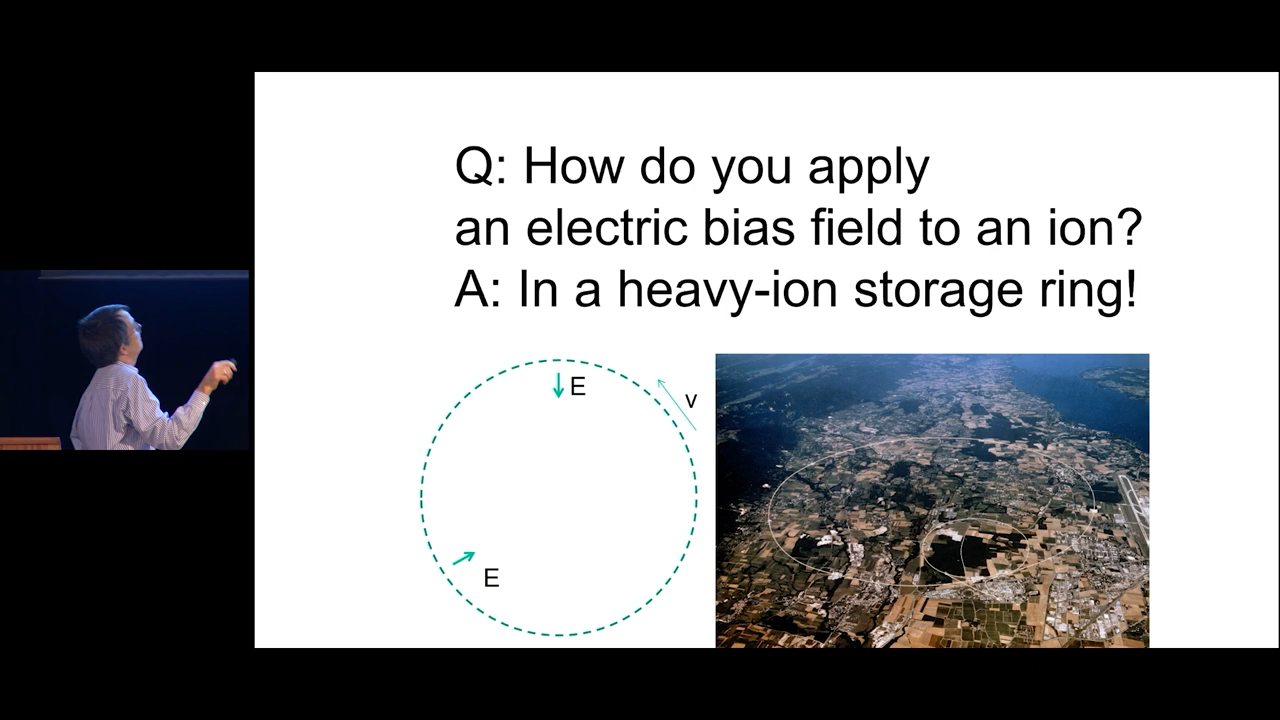 Q: How do you apply
an electric bias field to an ion?
A: In a heavy-ion storage ring!
E
v
E